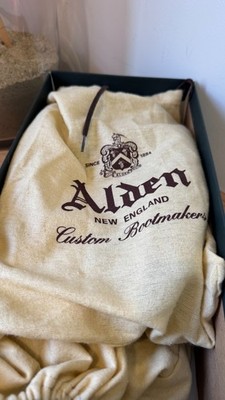 SINCE 1884
Alden
NEW ENGLAND
Custom Bootmakers